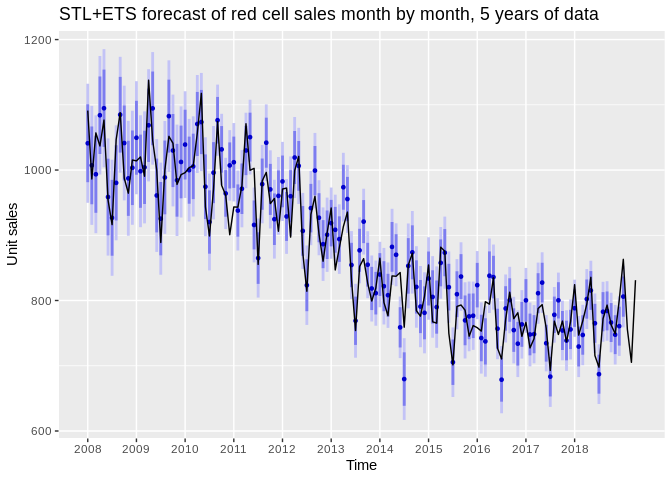 STL+ETS forecast of red cell sales month by month, 5 years of data
1200
1000
800
600
Unit sales
2008 2009 2010 2011 2012 2013 2014 2015 2016 2017 2018
Time